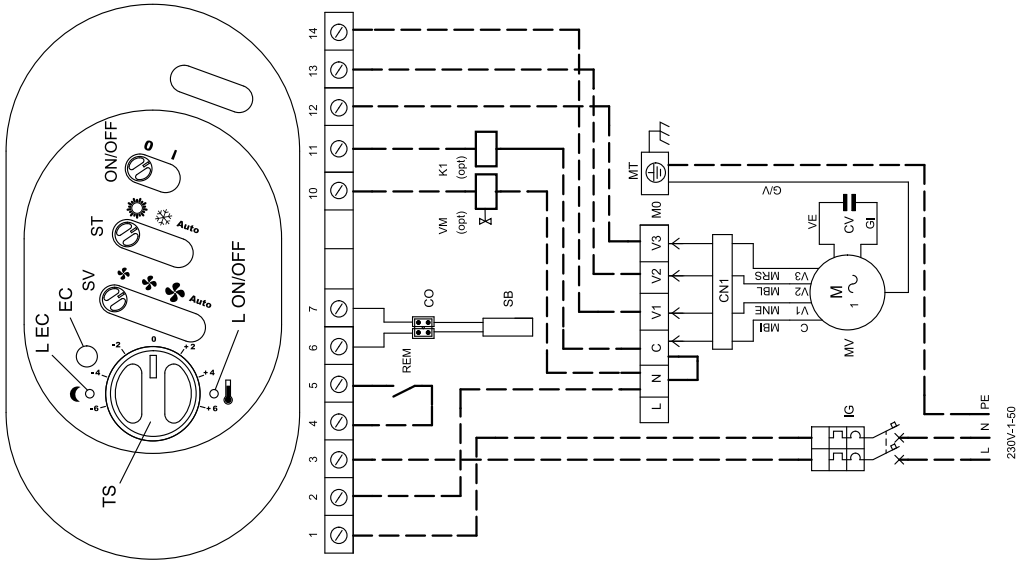 L EC
EC
SV
ST
ON/OFF
0
I
Auto
Auto
-6
-4
-2
0
+2
+4
+6
TS
L ON/OFF
1
2
3
4
5
6
7
10
11
12
13
14
REM
CO
SB
VM
(opt)
K1
(opt)
L
N
C
V1
V2
V3
M0
MT
G/V
CN1
MBI
MNE
MBL
MRS
C
V1
V2
V3
M
1
MV
VE
CV
GI
IG
L
N
PE
230V-1-50